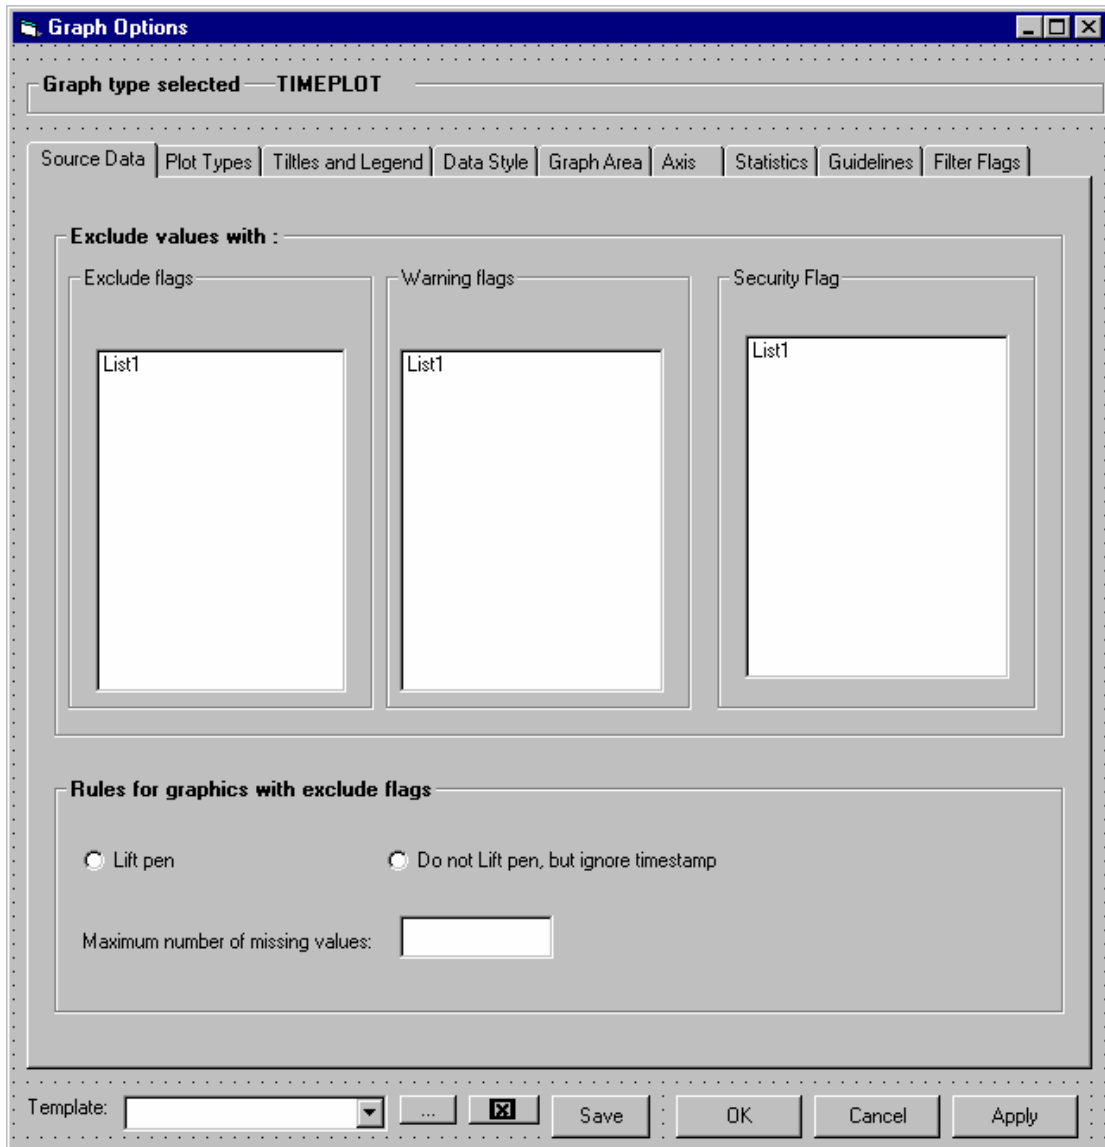 Graph Options
Graph type selected TIMEPLOT
Source Data Plot Types Tiltles and Legend Data Style Graph Area Axis Statistics Guidelines Filter Flags
Exclude values with :
Exclude flags Warning flags Security Flag
List1 List1 List1
Rules for graphics with exclude flags
Lift pen Do not Lift pen, but ignore timestamp
Maximum number of missing values:
Template: ... Save OK Cancel Apply